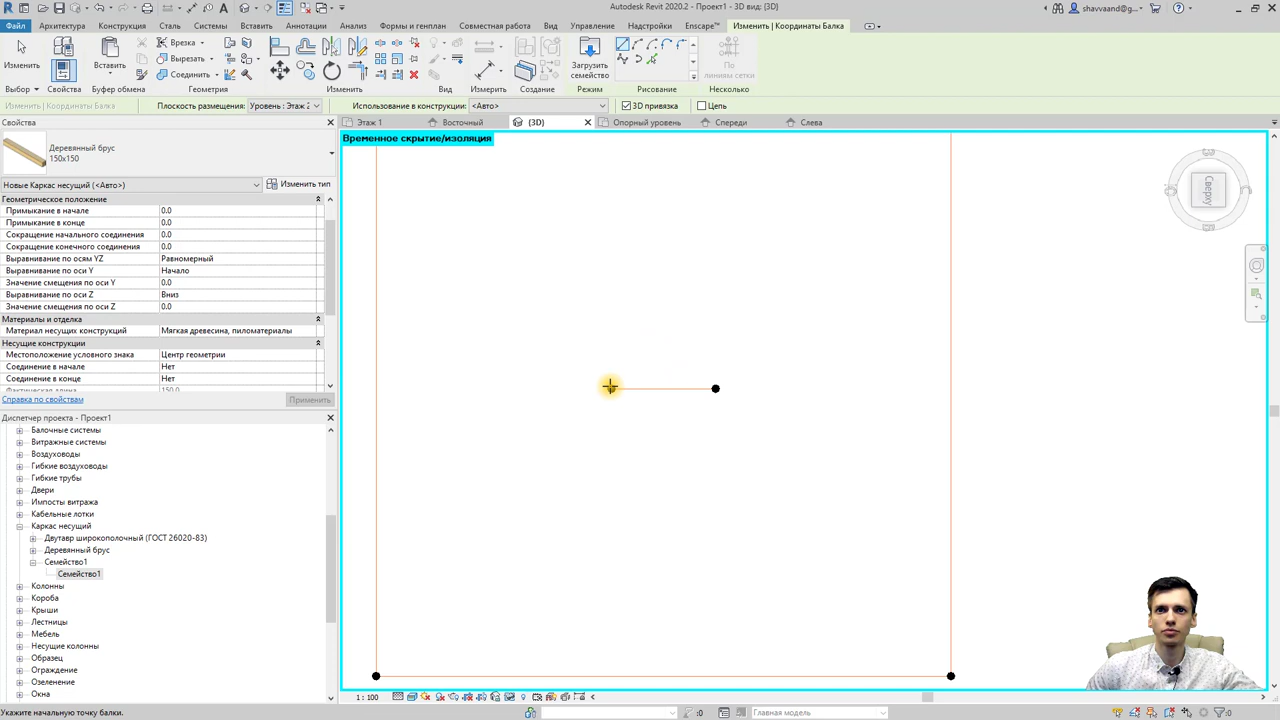 Autodesk Revit 2020.2 - Проект1 - 3D вид: {3D}
shavvaand@g...
Файл Архитектура Конструкция Сталь Системы Вставить Аннотации Анализ Формы и генплан Совместная работа Вид Управление Надстройки Enscape™ Изменить | Координаты Балка
Изменить
Вставить
Врезка
Вырезать
Соединить
Загрузить
семейство
По
линиям сетки
Выбор Свойства Буфер обмена Геометрия Изменить Вид Измерить Создание Режим Рисование Несколько
Изменить | Координаты Балка Плоскость размещения: Уровень : Этаж 2 Использование в конструкции: <Авто> 3D привязка Цепь
Свойства
Этаж 1 Восточный {3D} Опорный уровень Спереди Слева
Временное скрытие/изоляция
Деревянный брус
150x150
Новые Каркас несущий (<Авто>) Изменить тип
Геометрическое положение
Примыкание в начале 0.0
Примыкание в конце 0.0
Сокращение начального соединения 0.0
Сокращение конечного соединения 0.0
Выравнивание по осям YZ Равномерный
Выравнивание по оси Y Начало
Значение смещения по оси Y 0.0
Выравнивание по оси Z Вниз
Значение смещения по оси Z 0.0
Материалы и отделка
Материал несущих конструкций Мягкая древесина, пиломатериалы
Несущие конструкции
Местоположение условного знака Центр геометрии
Соединение в начале Нет
Соединение в конце Нет
Фактическая длина 150.0
Справка по свойствам Применить
Диспетчер проекта - Проект1
Балочные системы
Витражные системы
Воздуховоды
Гибкие воздуховоды
Гибкие трубы
Двери
Импосты витража
Кабельные лотки
Каркас несущий
Двутавр широкополочный (ГОСТ 26020-83)
Деревянный брус
Семейство1
Семейство1
Колонны
Короба
Крыши
Лестницы
Мебель
Несущие колонны
Образец
Ограждение
Озеленение
Окна
Сверху
1 : 100
Укажите начальную точку балки.
:0
Главная модель
:0